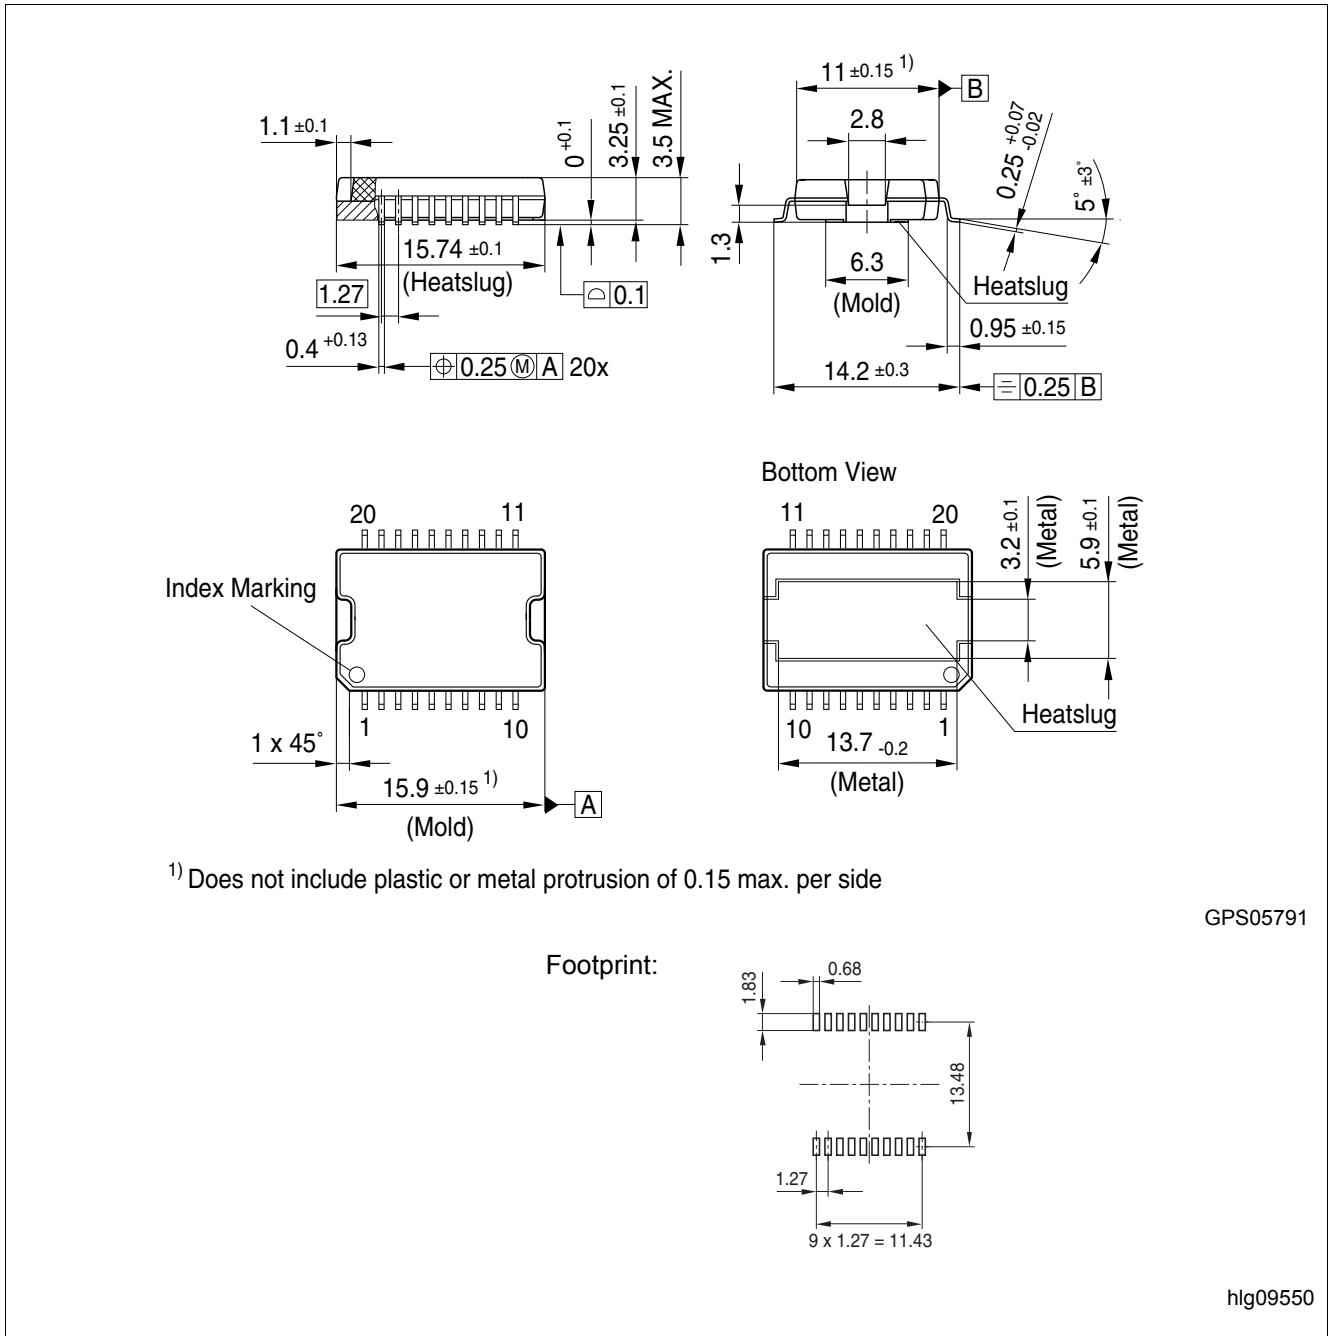 1.1 ±0.1
0 +0.1
3.25 ±0.1
3.5 MAX.
15.74 ±0.1
(Heatslug)
1.27
0.1
0.4 +0.13
0.25 Ⓜ A 20x
11 ±0.15 1)
B
2.8
0.25 +0.07 -0.02
5° ±3°
1.3
6.3
(Mold)
Heatslug
0.95 ±0.15
14.2 ±0.3
0.25 B
20 11
Index Marking
1 10
1 x 45°
15.9 ±0.15 1)
A
(Mold)
Bottom View
11 20
3.2 ±0.1
(Metal)
5.9 ±0.1
(Metal)
10 1
Heatslug
13.7 -0.2
(Metal)
1) Does not include plastic or metal protrusion of 0.15 max. per side
GPS05791
Footprint:
1.83
0.68
13.48
1.27
9 x 1.27 = 11.43
hlg09550